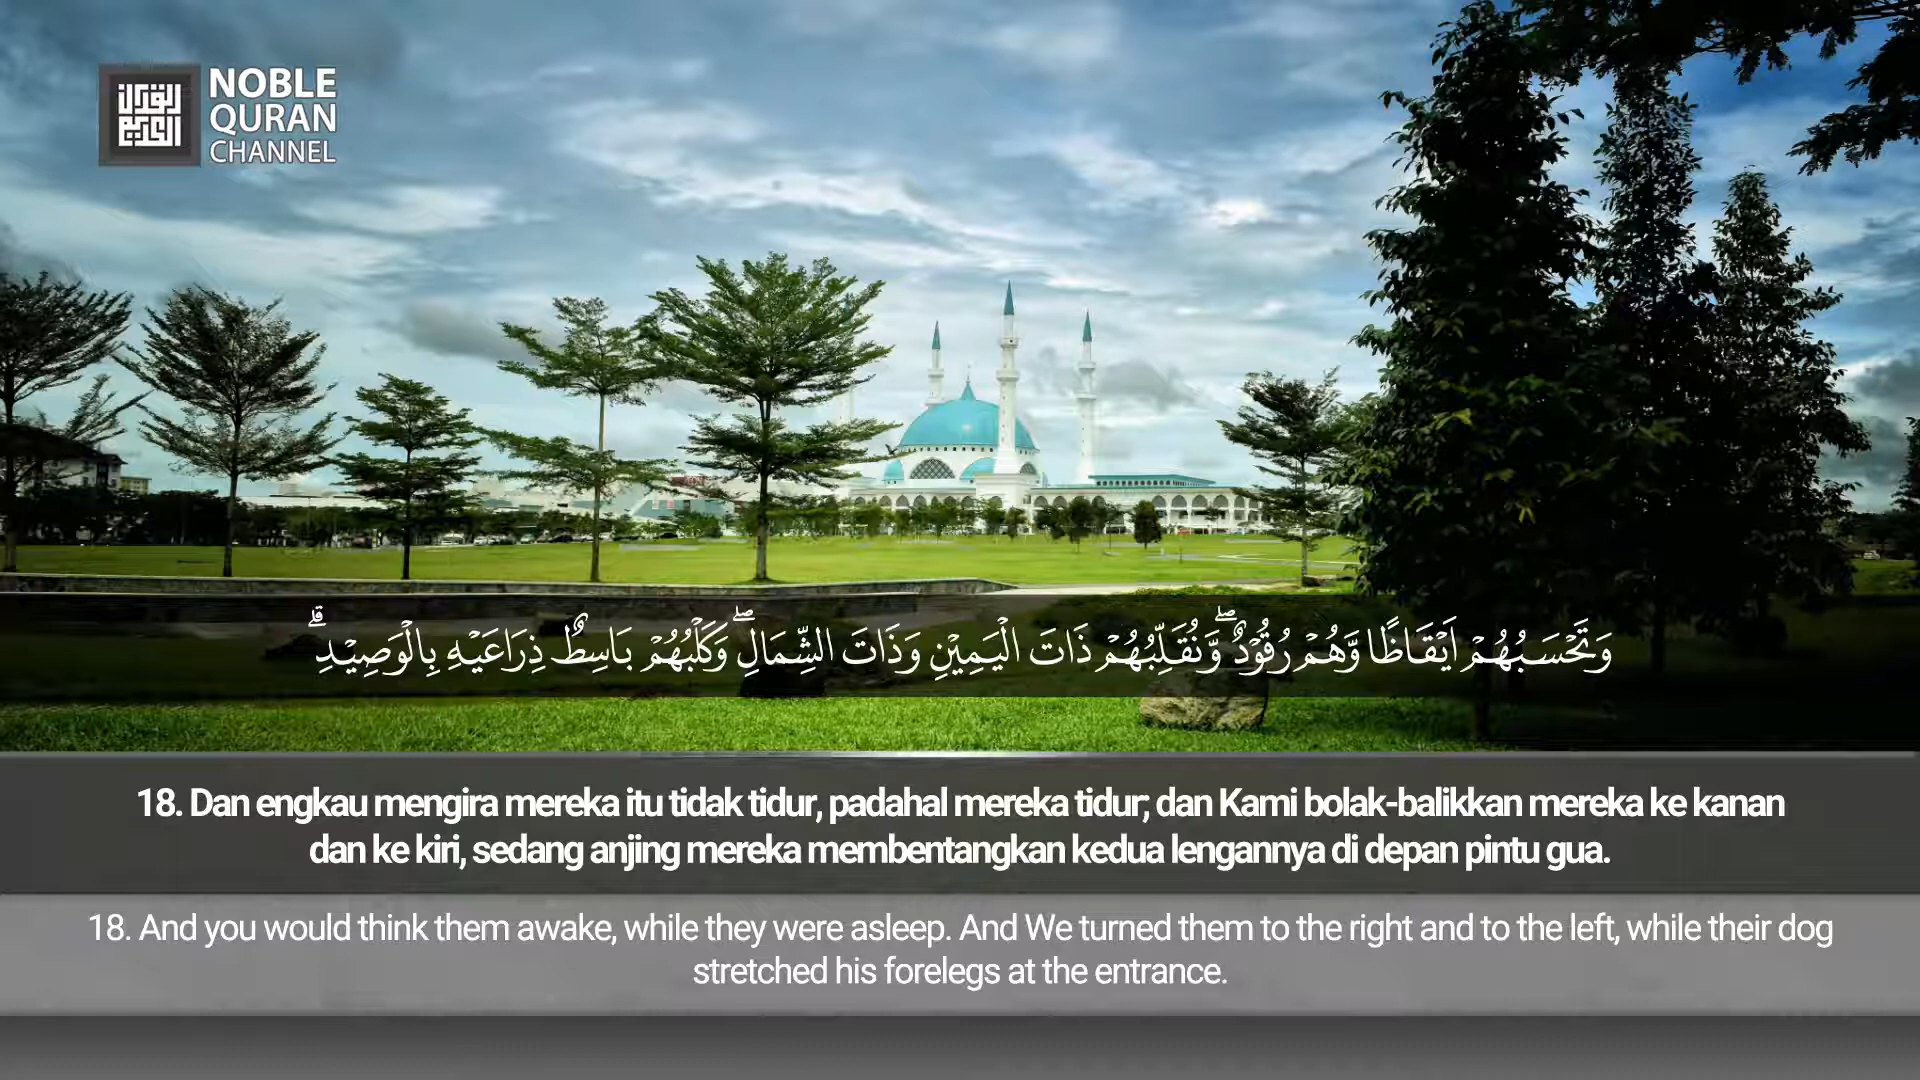 القرآن
الكريم
NOBLE
QURAN
CHANNEL
وَتَحْسَبُهُمْ اَيْقَاظًا وَّهُمْ رُقُوْدٌ ۖ وَّنُقَلِّبُهُمْ ذَاتَ الْيَمِيْنِ وَذَاتَ الشِّمَالِ ۖ وَكَلْبُهُمْ بَاسِطٌ ذِرَاعَيْهِ بِالْوَصِيْدِ ۗ
18. Dan engkau mengira mereka itu tidak tidur, padahal mereka tidur; dan Kami bolak-balikkan mereka ke kanan
dan ke kiri, sedang anjing mereka membentangkan kedua lengannya di depan pintu gua.
18. And you would think them awake, while they were asleep. And We turned them to the right and to the left, while their dog
stretched his forelegs at the entrance.